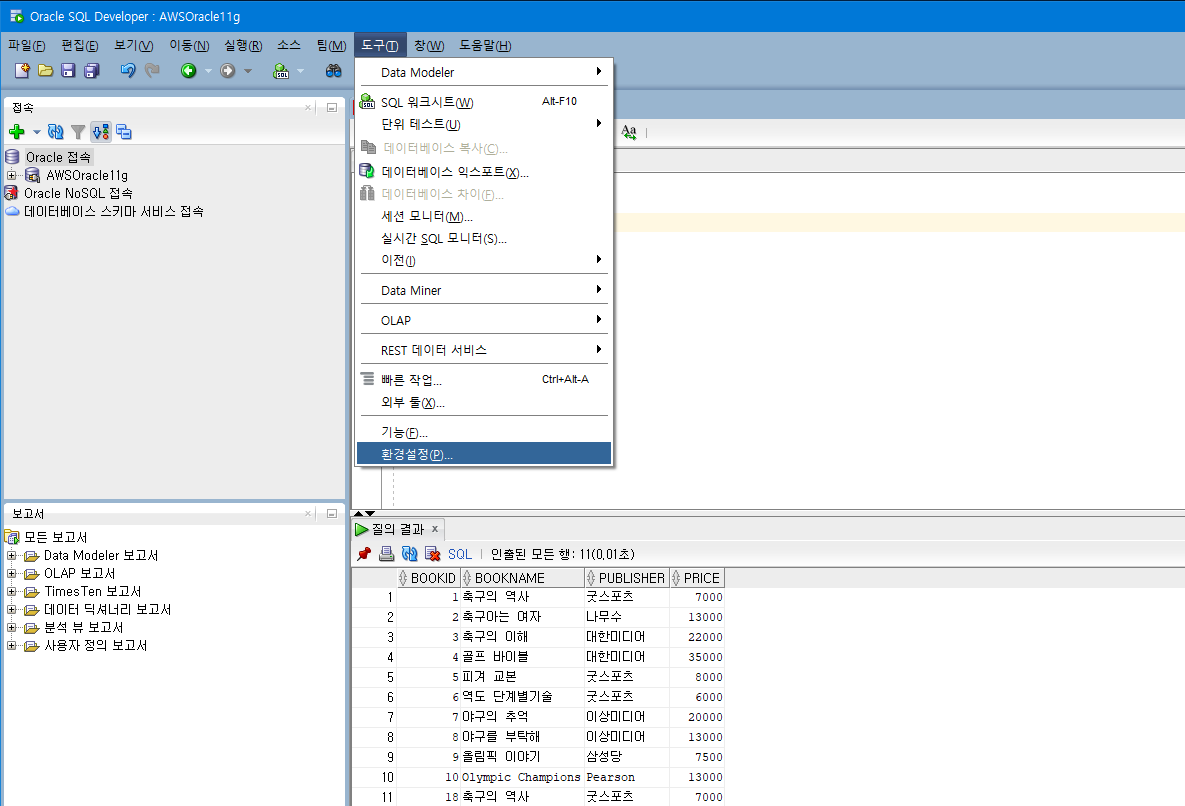 Oracle SQL Developer : AWSOracle11g
파일(F) 편집(E) 보기(V) 이동(N) 실행(R) 소스 팀(M) 도구(T) 창(W) 도움말(H)
Data Modeler
SQL 워크시트(W) Alt-F10
단위 테스트(U)
데이터베이스 복사(C)...
데이터베이스 익스포트(X)...
데이터베이스 차이(F)...
세션 모니터(M)...
실시간 SQL 모니터(S)...
이전(I)
Data Miner
OLAP
REST 데이터 서비스
빠른 작업... Ctrl+Alt-A
외부 툴(X)...
기능(F)...
환경설정(P)...
접속
Oracle 접속
AWSOracle11g
Oracle NoSQL 접속
데이터베이스 스키마 서비스 접속
Aa
보고서
모든 보고서
Data Modeler 보고서
OLAP 보고서
TimesTen 보고서
데이터 딕셔너리 보고서
분석 뷰 보고서
사용자 정의 보고서
질의 결과 x
SQL | 인출된 모든 행: 11(0.01초)
BOOKID BOOKNAME PUBLISHER PRICE
1 1 축구의 역사 굿스포츠 7000
2 2 축구아는 여자 나무수 13000
3 3 축구의 이해 대한미디어 22000
4 4 골프 바이블 대한미디어 35000
5 5 피겨 교본 굿스포츠 8000
6 6 역도 단계별기술 굿스포츠 6000
7 7 야구의 추억 이상미디어 20000
8 8 야구를 부탁해 이상미디어 13000
9 9 올림픽 이야기 삼성당 7500
10 10 Olympic Champions Pearson 13000
11 18 축구의 역사 굿스포츠 7000